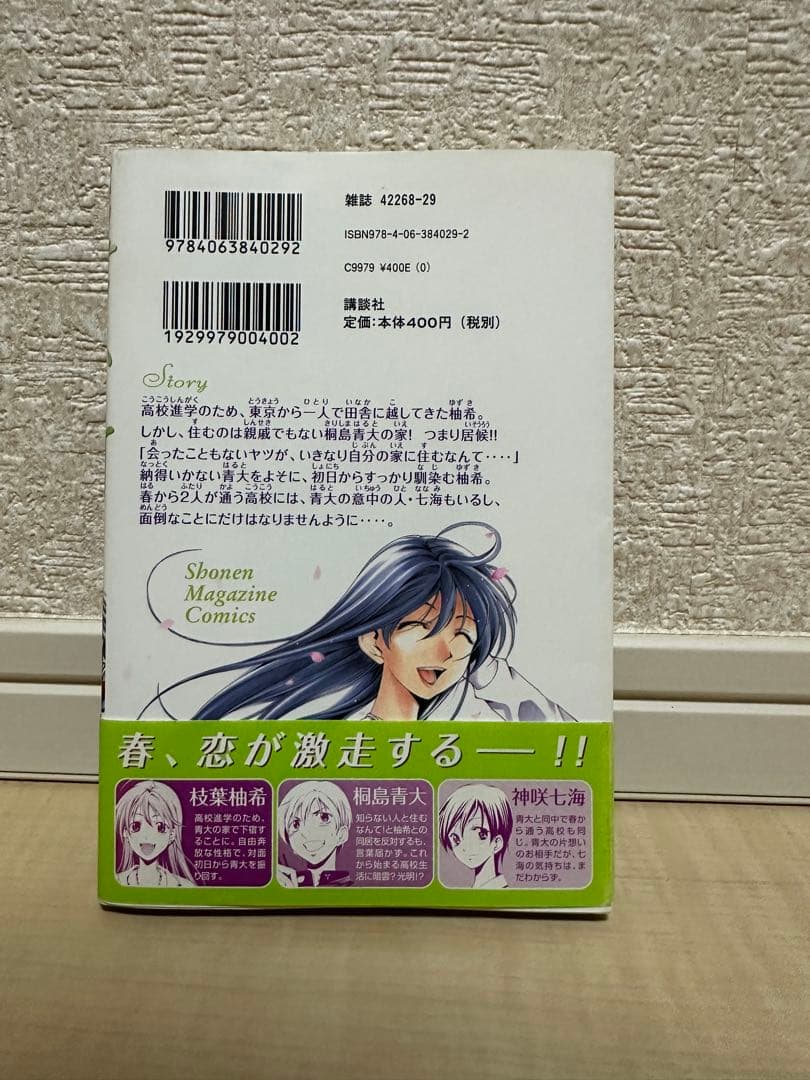 雑誌 42268-29
ISBN978-4-06-384029-2
C9979 ¥400E (0)
講談社
定価:本体400円(税別)
9784063840292
1929979004002
Story
高校進学のため、東京から一人で田舎に越してきた柚希。
しかし、住むのは親戚でもない桐島青大の家! つまり居候!!
「会ったこともないヤツが、いきなり自分の家に住むなんて‥‥」
納得いかない青大をよそに、初日からすっかり馴染む柚希。
春から2人が通う高校には、青大の意中の人・七海もいるし、
面倒なことにだけはなりませんように‥‥。
Shonen
Magazine
Comics
春、恋が激走する――!!
枝葉柚希
高校進学のため、
青大の家で下宿
することに。自由奔
放な性格で、対面
初日から青大を振
り回す。
桐島青大
知らない人と住む
なんて!と柚希との
同居を反対するも、
言葉届かず。これ
から始まる高校生
活に暗雲?光明!?
神咲七海
青大と同中で春か
ら通う高校も同
じ。青大の片想い
のお相手だが、七
海の気持ちは、ま
だわからず。